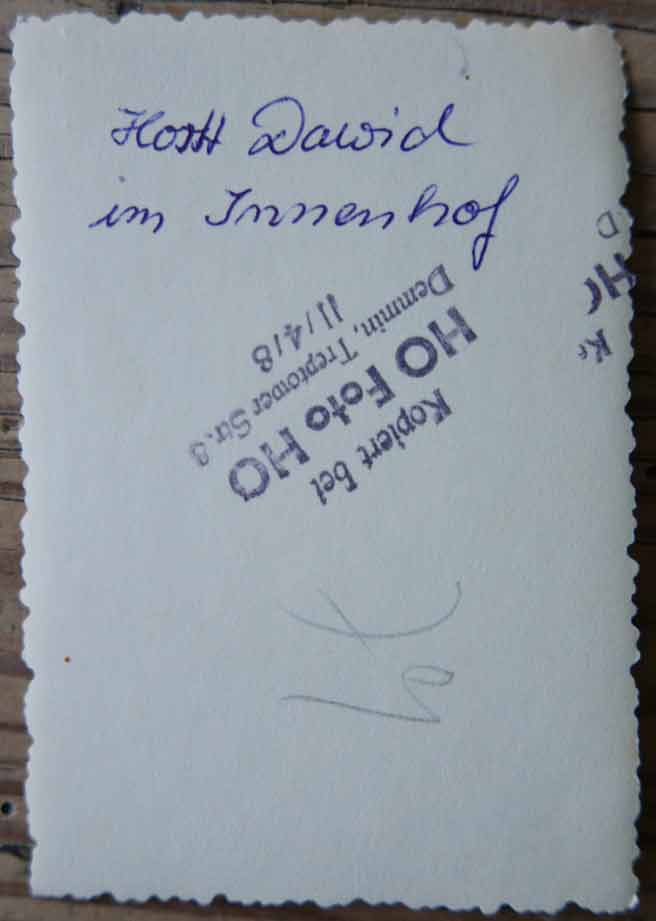 Horst Dawid
im Innenhof
Kopiert bei
HO Foto HO
Demmin, Treptower Str. 8
II/4/8